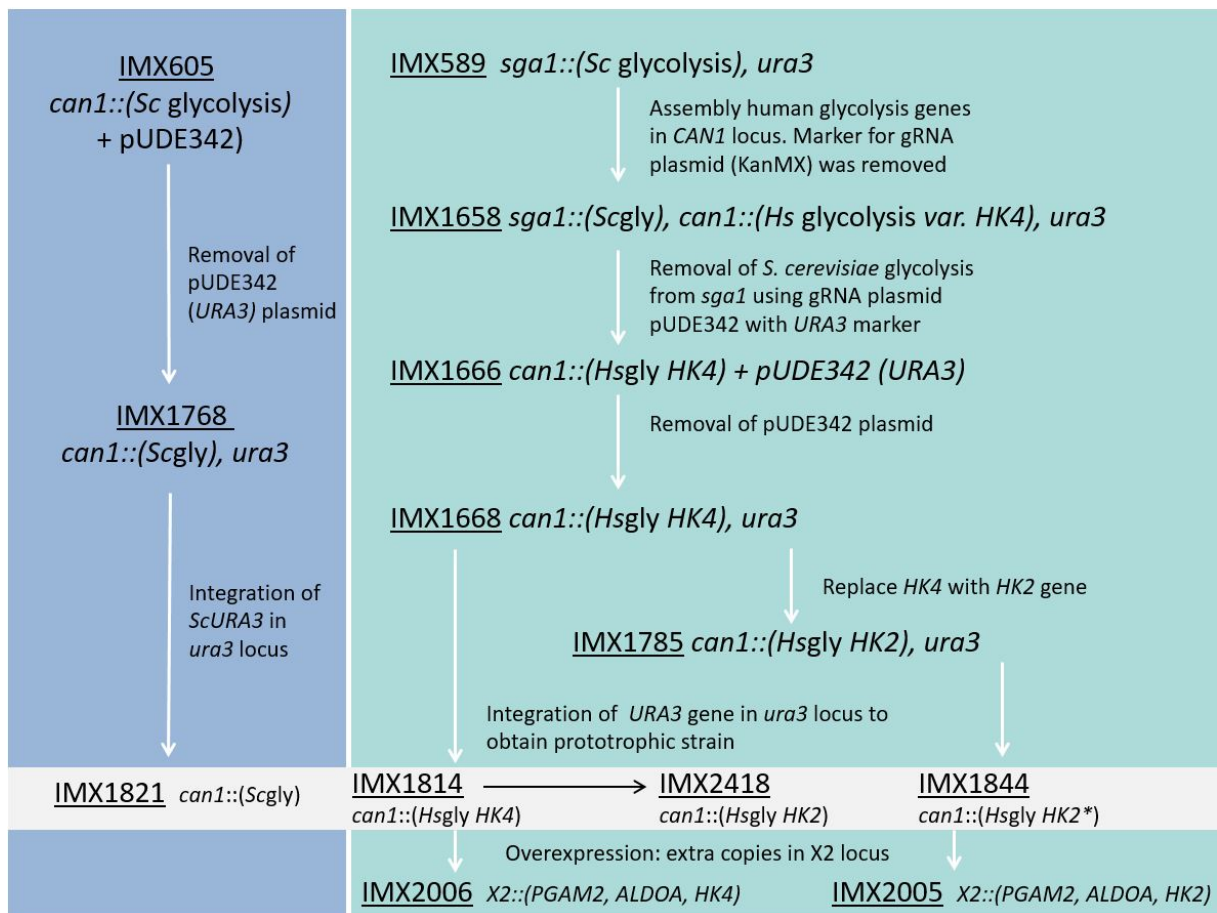 IMX605
can1::(Sc glycolysis)
+ pUDE342)
Removal of
pUDE342
(URA3) plasmid
IMX1768
can1::(Scgly), ura3
Integration of
ScURA3 in
ura3 locus
IMX1821 can1::(Scgly)
IMX589 sga1::(Sc glycolysis), ura3
Assembly human glycolysis genes
in CAN1 locus. Marker for gRNA
plasmid (KanMX) was removed
IMX1658 sga1::(Scgly), can1::(Hs glycolysis var. HK4), ura3
Removal of S. cerevisiae glycolysis
from sga1 using gRNA plasmid
pUDE342 with URA3 marker
IMX1666 can1::(Hsgly HK4) + pUDE342 (URA3)
Removal of pUDE342 plasmid
IMX1668 can1::(Hsgly HK4), ura3
Replace HK4 with HK2 gene
IMX1785 can1::(Hsgly HK2), ura3
Integration of URA3 gene in ura3 locus to
obtain prototrophic strain
IMX1814
can1::(Hsgly HK4)
IMX2418
can1::(Hsgly HK2)
IMX1844
can1::(Hsgly HK2*)
Overexpression: extra copies in X2 locus
IMX2006 X2::(PGAM2, ALDOA, HK4)
IMX2005 X2::(PGAM2, ALDOA, HK2)